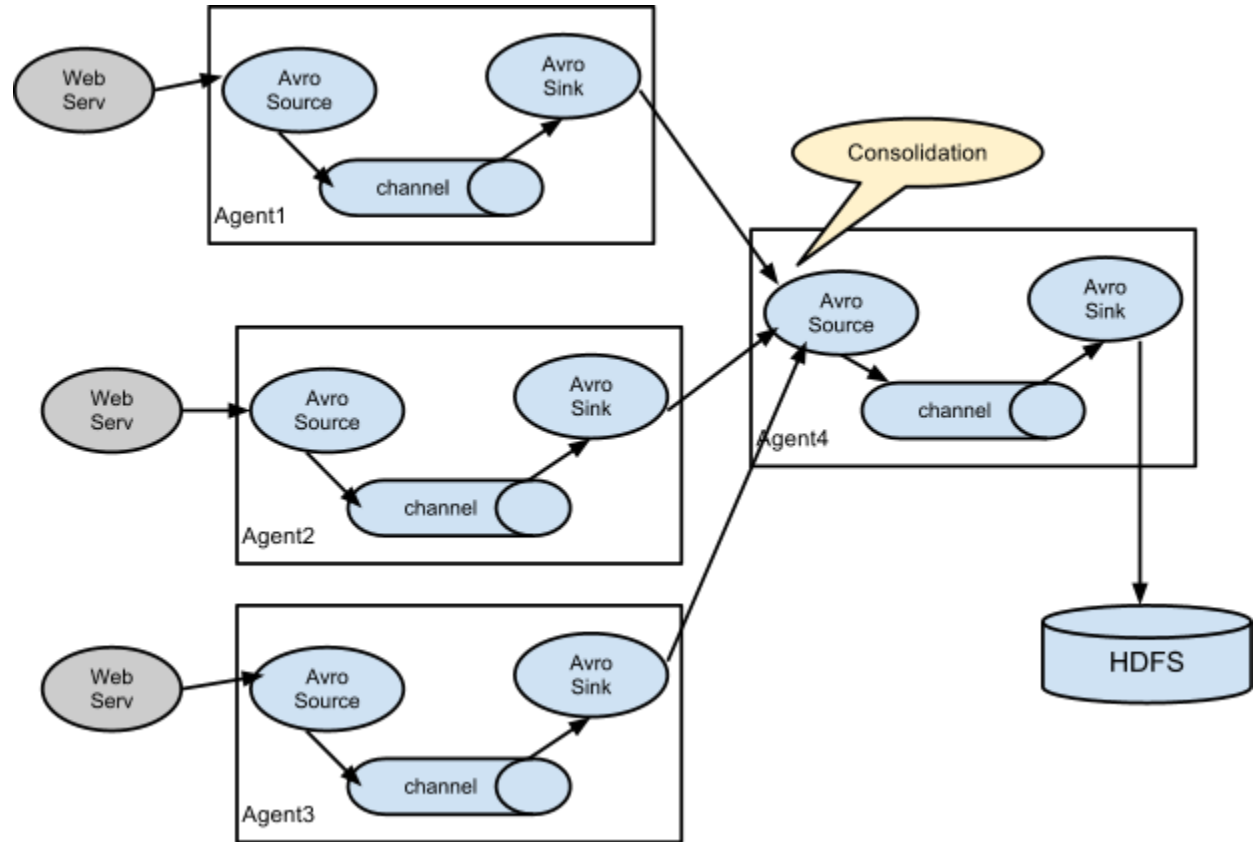 Web
Serv
Avro
Source
Avro
Sink
channel
Agent1
Consolidation
Web
Serv
Avro
Source
Avro
Sink
channel
Agent2
Avro
Source
Avro
Sink
channel
Agent4
Web
Serv
Avro
Source
Avro
Sink
channel
Agent3
HDFS